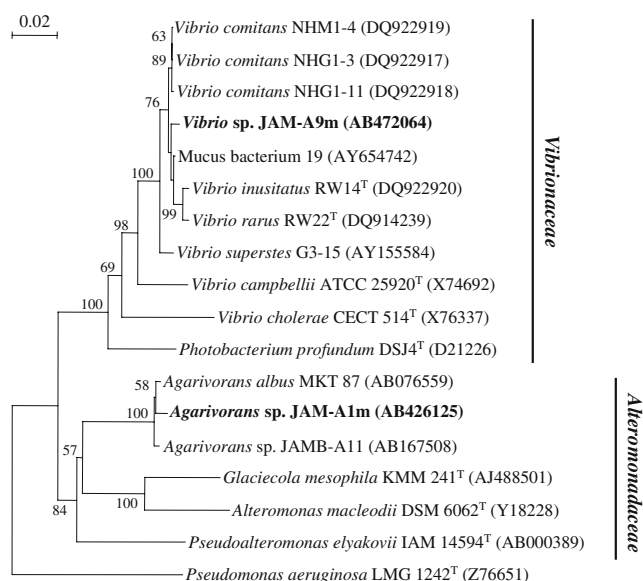 0.02
63
Vibrio comitans NHM1-4 (DQ922919)
89
Vibrio comitans NHG1-3 (DQ922917)
Vibrio comitans NHG1-11 (DQ922918)
76
Vibrio sp. JAM-A9m (AB472064)
Mucus bacterium 19 (AY654742)
100
Vibrio inusitatus RW14ᵀ (DQ922920)
99
Vibrio rarus RW22ᵀ (DQ914239)
98
Vibrio superstes G3-15 (AY155584)
69
Vibrio campbellii ATCC 25920ᵀ (X74692)
100
Vibrio cholerae CECT 514ᵀ (X76337)
Photobacterium profundum DSJ4ᵀ (D21226)
Vibrionaceae
58
Agarivorans albus MKT 87 (AB076559)
100
Agarivorans sp. JAM-A1m (AB426125)
Agarivorans sp. JAMB-A11 (AB167508)
57
Glaciecola mesophila KMM 241ᵀ (AJ488501)
100
Alteromonas macleodii DSM 6062ᵀ (Y18228)
84
Pseudoalteromonas elyakovii IAM 14594ᵀ (AB000389)
Alteromonadaceae
Pseudomonas aeruginosa LMG 1242ᵀ (Z76651)